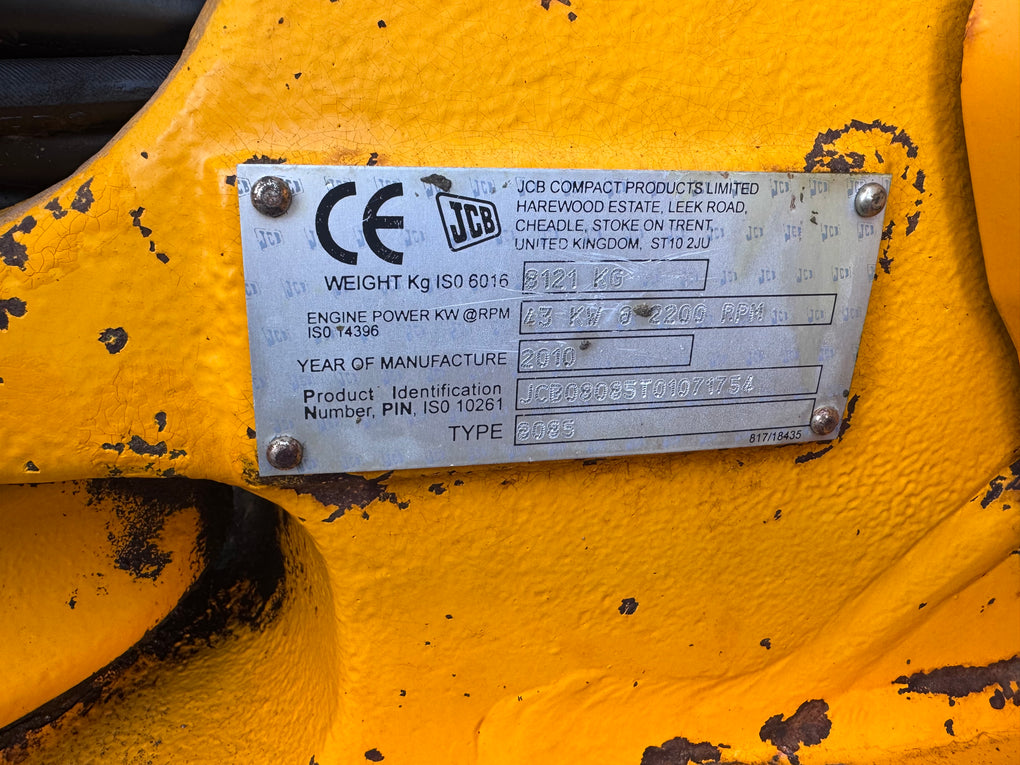 CE JCB
JCB COMPACT PRODUCTS LIMITED
HAREWOOD ESTATE, LEEK ROAD,
CHEADLE, STOKE ON TRENT,
UNITED KINGDOM, ST10 2JU
WEIGHT Kg IS0 6016 8121 KG
ENGINE POWER KW @RPM 43 KW @ 2200 RPM
IS0 14396
YEAR OF MANUFACTURE 2010
Product Identification JCB08085T01071754
Number, PIN, ISO 10261
TYPE 8085
817/18435